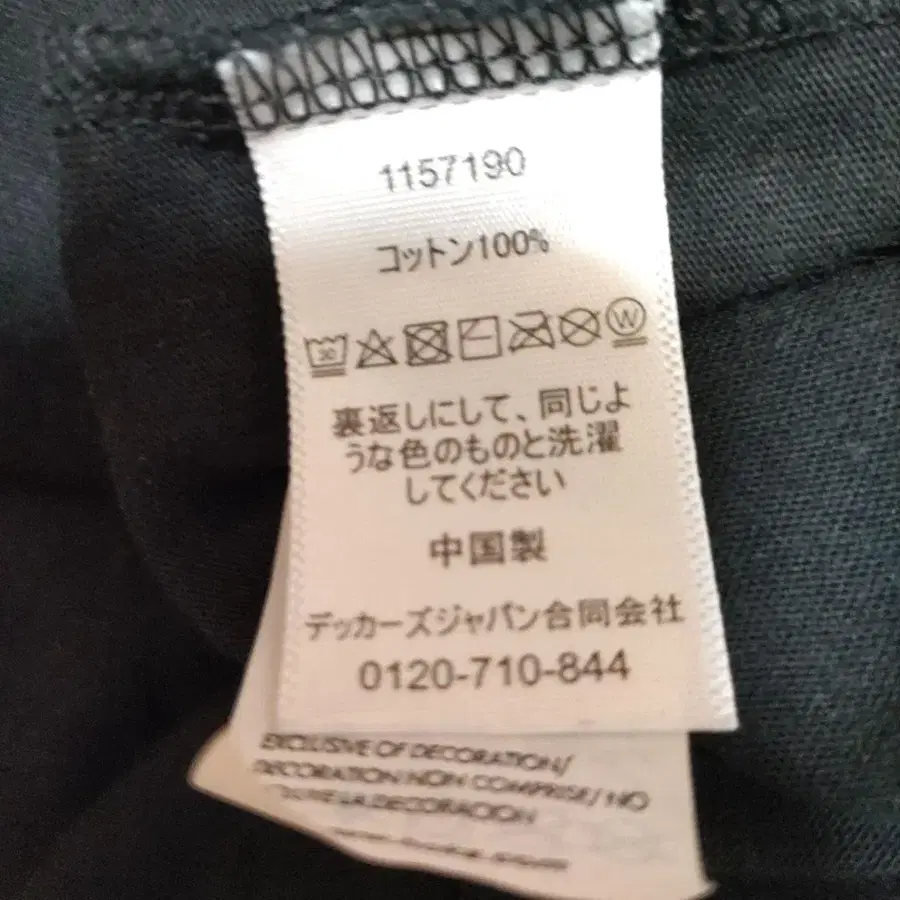 1157190
コットン100%
30 W
裏返しにして、同じよ
うな色のものと洗濯
してください
中国製
デッカーズジャパン合同会社
0120-710-844
EXCLUSIVE OF DECORATION/
DECORATION NON COMPRISE/ NO
DECORACION